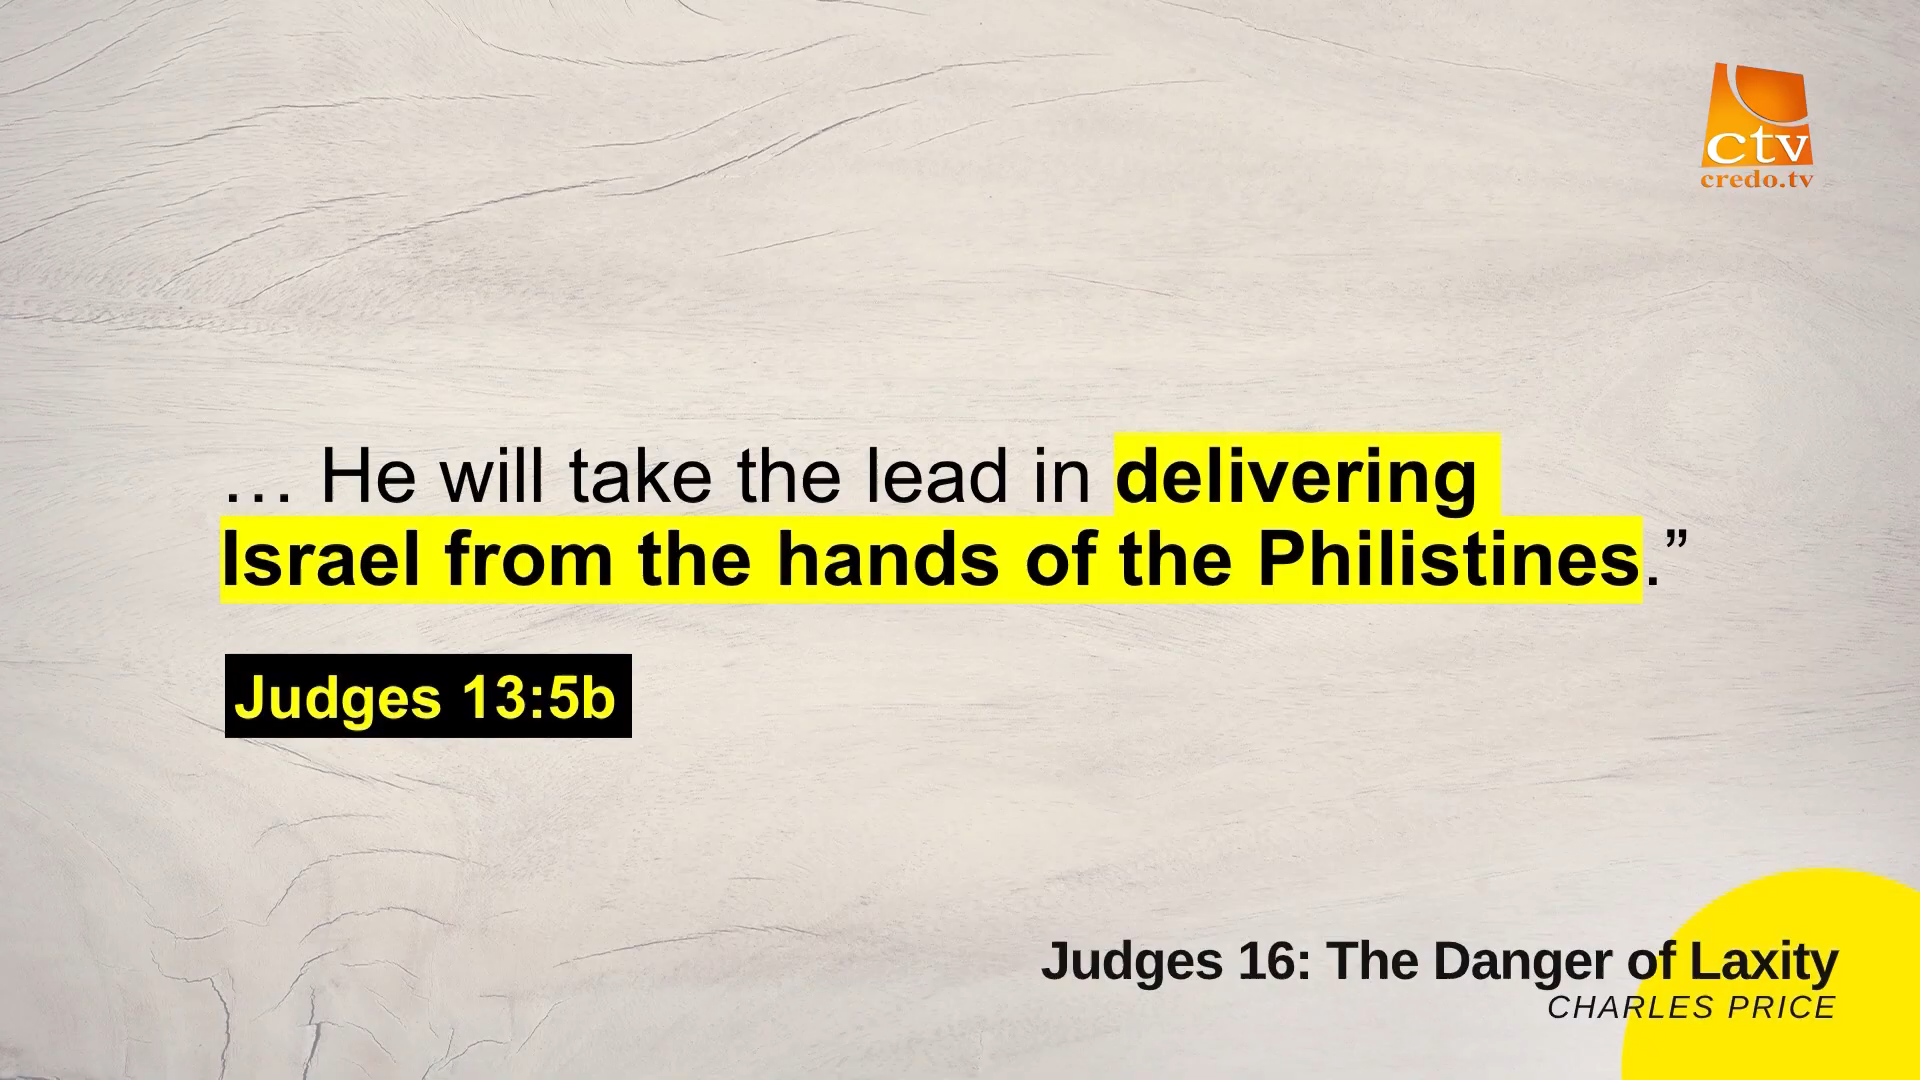 ctv
credo.tv
… He will take the lead in delivering
Israel from the hands of the Philistines.”
Judges 13:5b
Judges 16: The Danger of Laxity
CHARLES PRICE